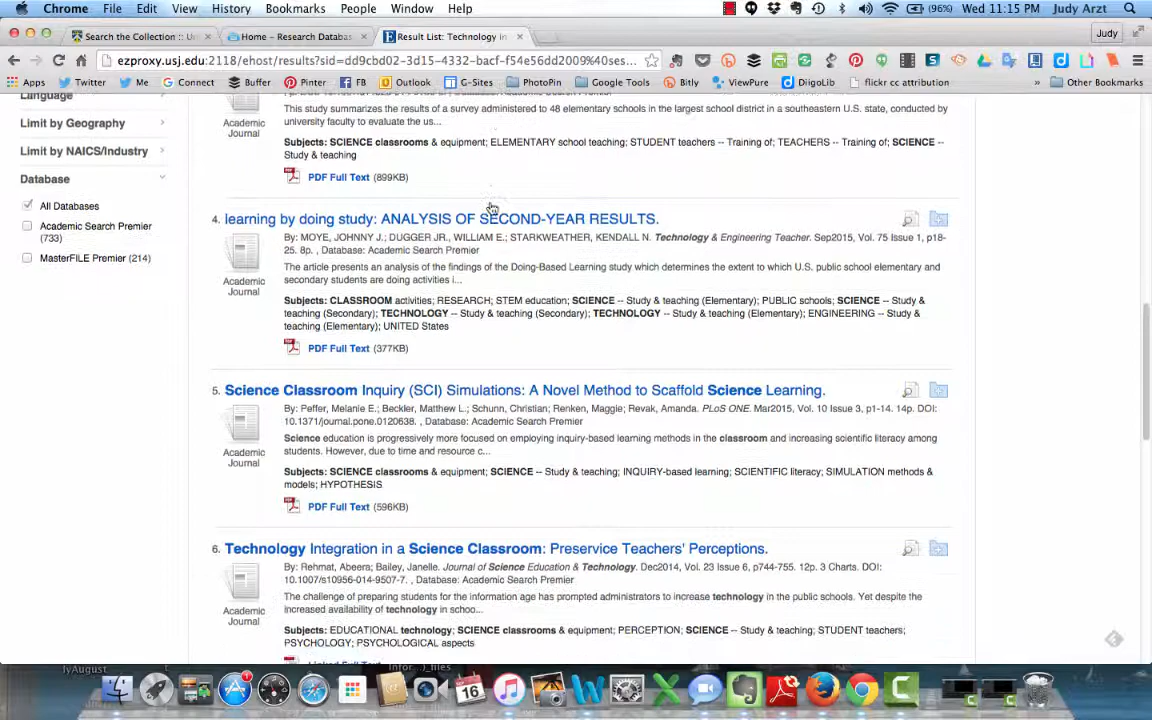 Chrome File Edit View History Bookmarks People Window Help (96%) Wed 11:15 PM Judy Arzt
Search the Collection :: U Home – Research Databas Result List: Technology in Judy
ezproxy.usj.edu:2118/ehost/results?sid=dd9cbd02-3d15-4332-bacf-f54e56dd2009%40ses...
Apps Twitter Me Connect Buffer Pinter FB Outlook G-Sites PhotoPin Google Tools Bitly ViewPure DiigoLib flickr cc attribution » Other Bookmarks
Language
Limit by Geography
Limit by NAICS/Industry
Database
All Databases
Academic Search Premier
(733)
MasterFILE Premier (214)
Academic
Journal
This study summarizes the results of a survey administered to 48 elementary schools in the largest school district in a southeastern U.S. state, conducted by
university faculty to evaluate the us...
Subjects: SCIENCE classrooms & equipment; ELEMENTARY school teaching; STUDENT teachers -- Training of; TEACHERS -- Training of; SCIENCE --
Study & teaching
PDF Full Text (899KB)
4. learning by doing study: ANALYSIS OF SECOND-YEAR RESULTS.
By: MOYE, JOHNNY J.; DUGGER JR., WILLIAM E.; STARKWEATHER, KENDALL N. Technology & Engineering Teacher. Sep2015, Vol. 75 Issue 1, p18-
25. 8p. , Database: Academic Search Premier
Academic
Journal
The article presents an analysis of the findings of the Doing-Based Learning study which determines the extent to which U.S. public school elementary and
secondary students are doing activities i...
Subjects: CLASSROOM activities; RESEARCH; STEM education; SCIENCE -- Study & teaching (Elementary); PUBLIC schools; SCIENCE -- Study &
teaching (Secondary); TECHNOLOGY -- Study & teaching (Secondary); TECHNOLOGY -- Study & teaching (Elementary); ENGINEERING -- Study &
teaching (Elementary); UNITED States
PDF Full Text (377KB)
5. Science Classroom Inquiry (SCI) Simulations: A Novel Method to Scaffold Science Learning.
By: Peffer, Melanie E.; Beckler, Matthew L.; Schunn, Christian; Renken, Maggie; Revak, Amanda. PLoS ONE. Mar2015, Vol. 10 Issue 3, p1-14. 14p. DOI:
10.1371/journal.pone.0120638. , Database: Academic Search Premier
Academic
Journal
Science education is progressively more focused on employing inquiry-based learning methods in the classroom and increasing scientific literacy among
students. However, due to time and resource c...
Subjects: SCIENCE classrooms & equipment; SCIENCE -- Study & teaching; INQUIRY-based learning; SCIENTIFIC literacy; SIMULATION methods &
models; HYPOTHESIS
PDF Full Text (596KB)
6. Technology Integration in a Science Classroom: Preservice Teachers' Perceptions.
By: Rehmat, Abeera; Bailey, Janelle. Journal of Science Education & Technology. Dec2014, Vol. 23 Issue 6, p744-755. 12p. 3 Charts. DOI:
10.1007/s10956-014-9507-7. , Database: Academic Search Premier
Academic
Journal
The challenge of preparing students for the information age has prompted administrators to increase technology in the public schools. Yet despite the
increased availability of technology in schoo...
Subjects: EDUCATIONAL technology; SCIENCE classrooms & equipment; PERCEPTION; SCIENCE -- Study & teaching; STUDENT teachers;
PSYCHOLOGY; PSYCHOLOGICAL aspects
lyAugust
16